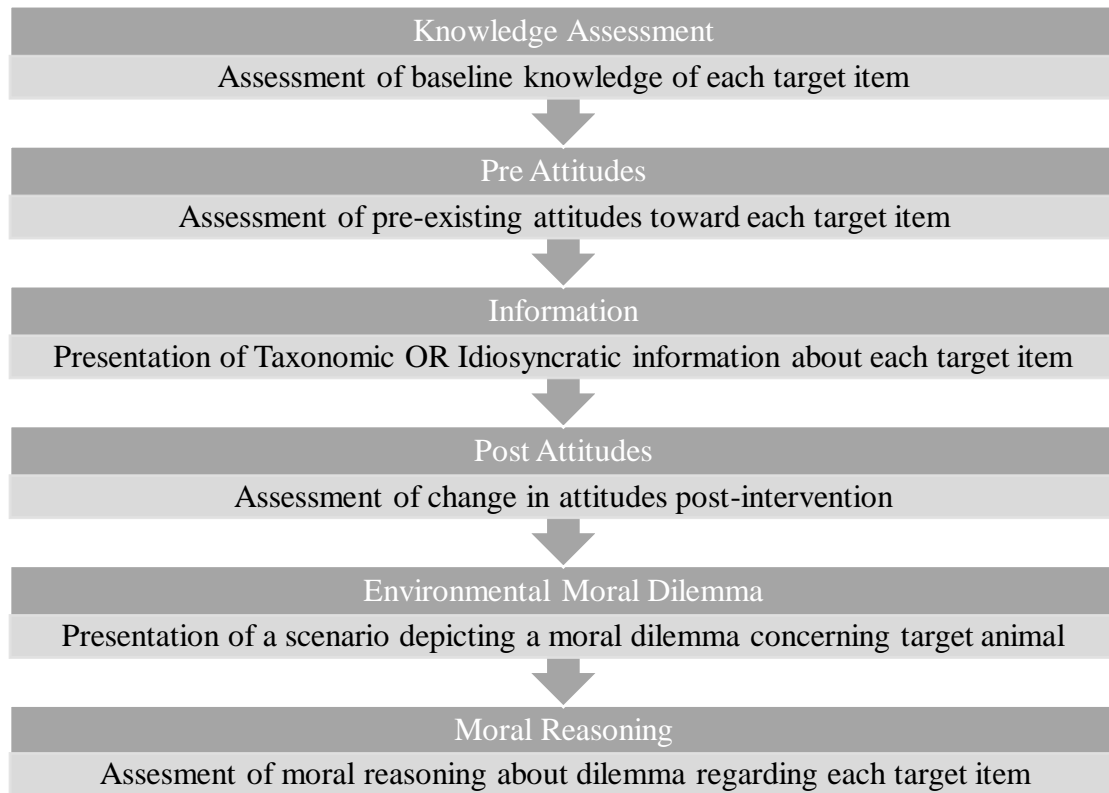 Knowledge Assessment
Assessment of baseline knowledge of each target item
Pre Attitudes
Assessment of pre-existing attitudes toward each target item
Information
Presentation of Taxonomic OR Idiosyncratic information about each target item
Post Attitudes
Assessment of change in attitudes post-intervention
Environmental Moral Dilemma
Presentation of a scenario depicting a moral dilemma concerning target animal
Moral Reasoning
Assesment of moral reasoning about dilemma regarding each target item